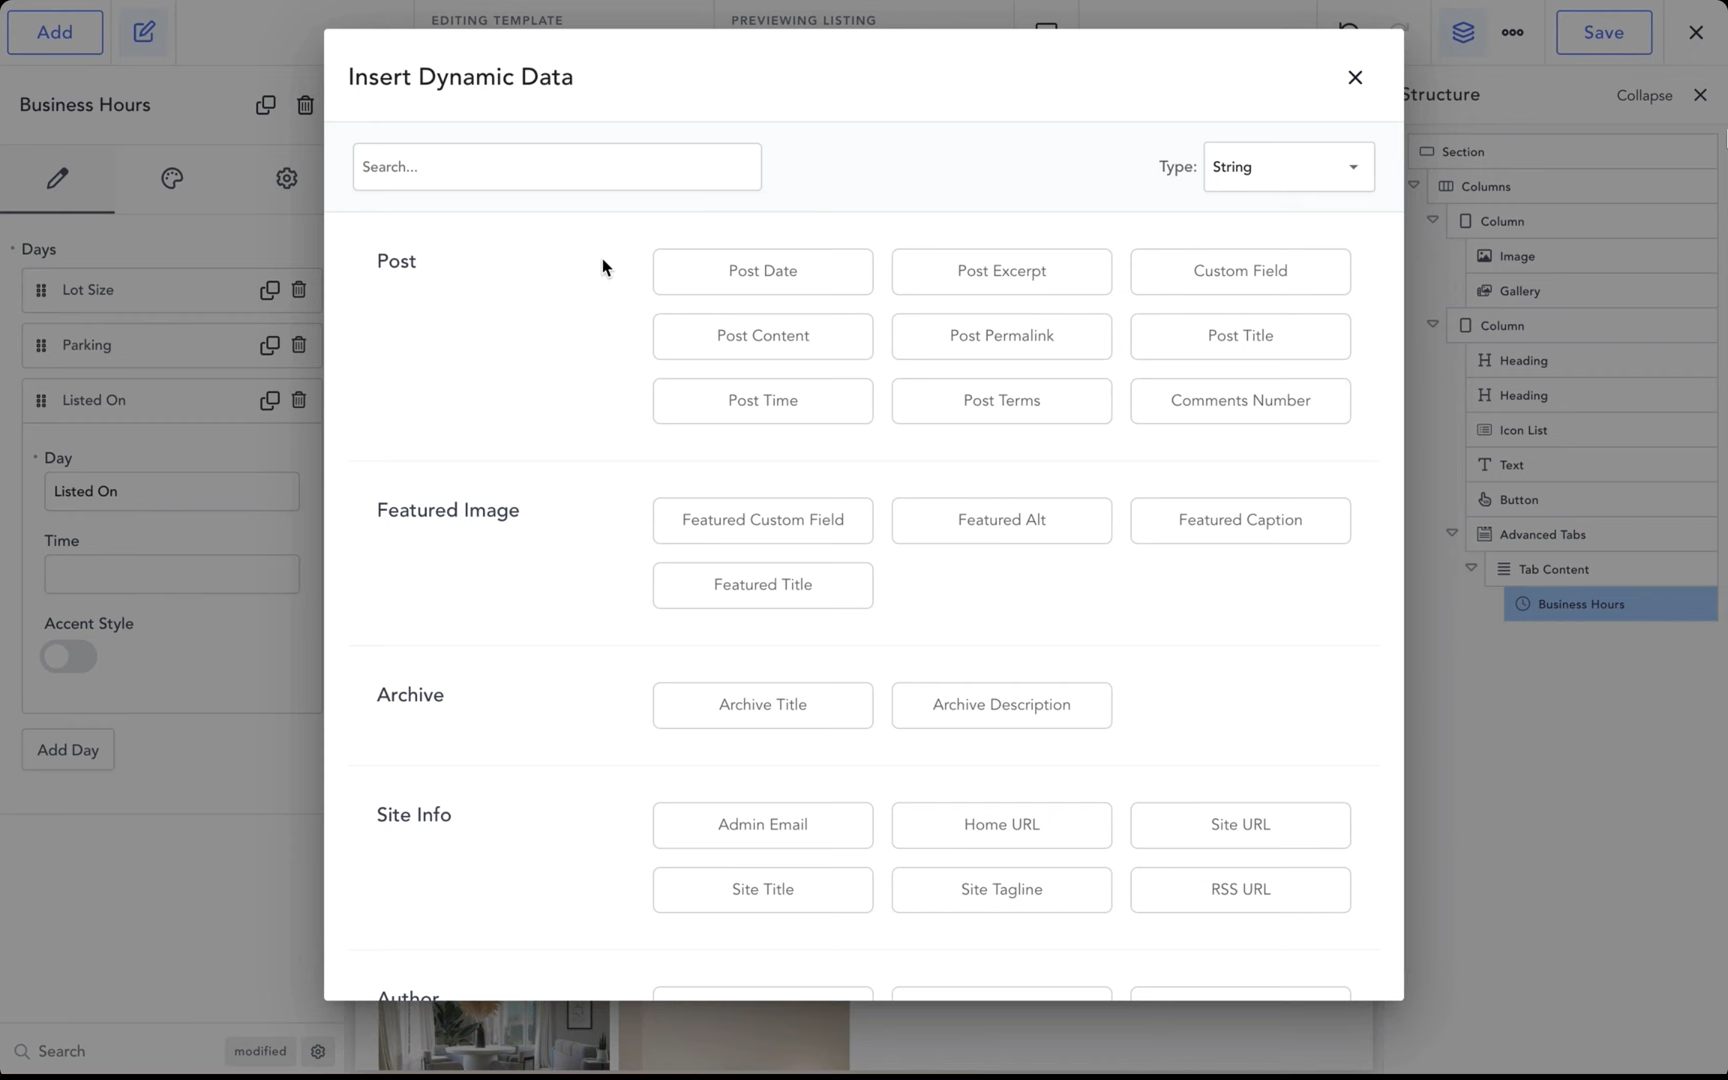 Add
EDITING TEMPLATE
PREVIEWING LISTING
Save
Business Hours
Insert Dynamic Data
Structure
Collapse
Search...
Type:
String
Days
Lot Size
Parking
Listed On
Day
Listed On
Time
Accent Style
Add Day
Search
modified
Post
Post Date
Post Excerpt
Custom Field
Post Content
Post Permalink
Post Title
Post Time
Post Terms
Comments Number
Featured Image
Featured Custom Field
Featured Alt
Featured Caption
Featured Title
Archive
Archive Title
Archive Description
Site Info
Admin Email
Home URL
Site URL
Site Title
Site Tagline
RSS URL
Author
Section
Columns
Column
Image
Gallery
Column
Heading
Heading
Icon List
Text
Button
Advanced Tabs
Tab Content
Business Hours